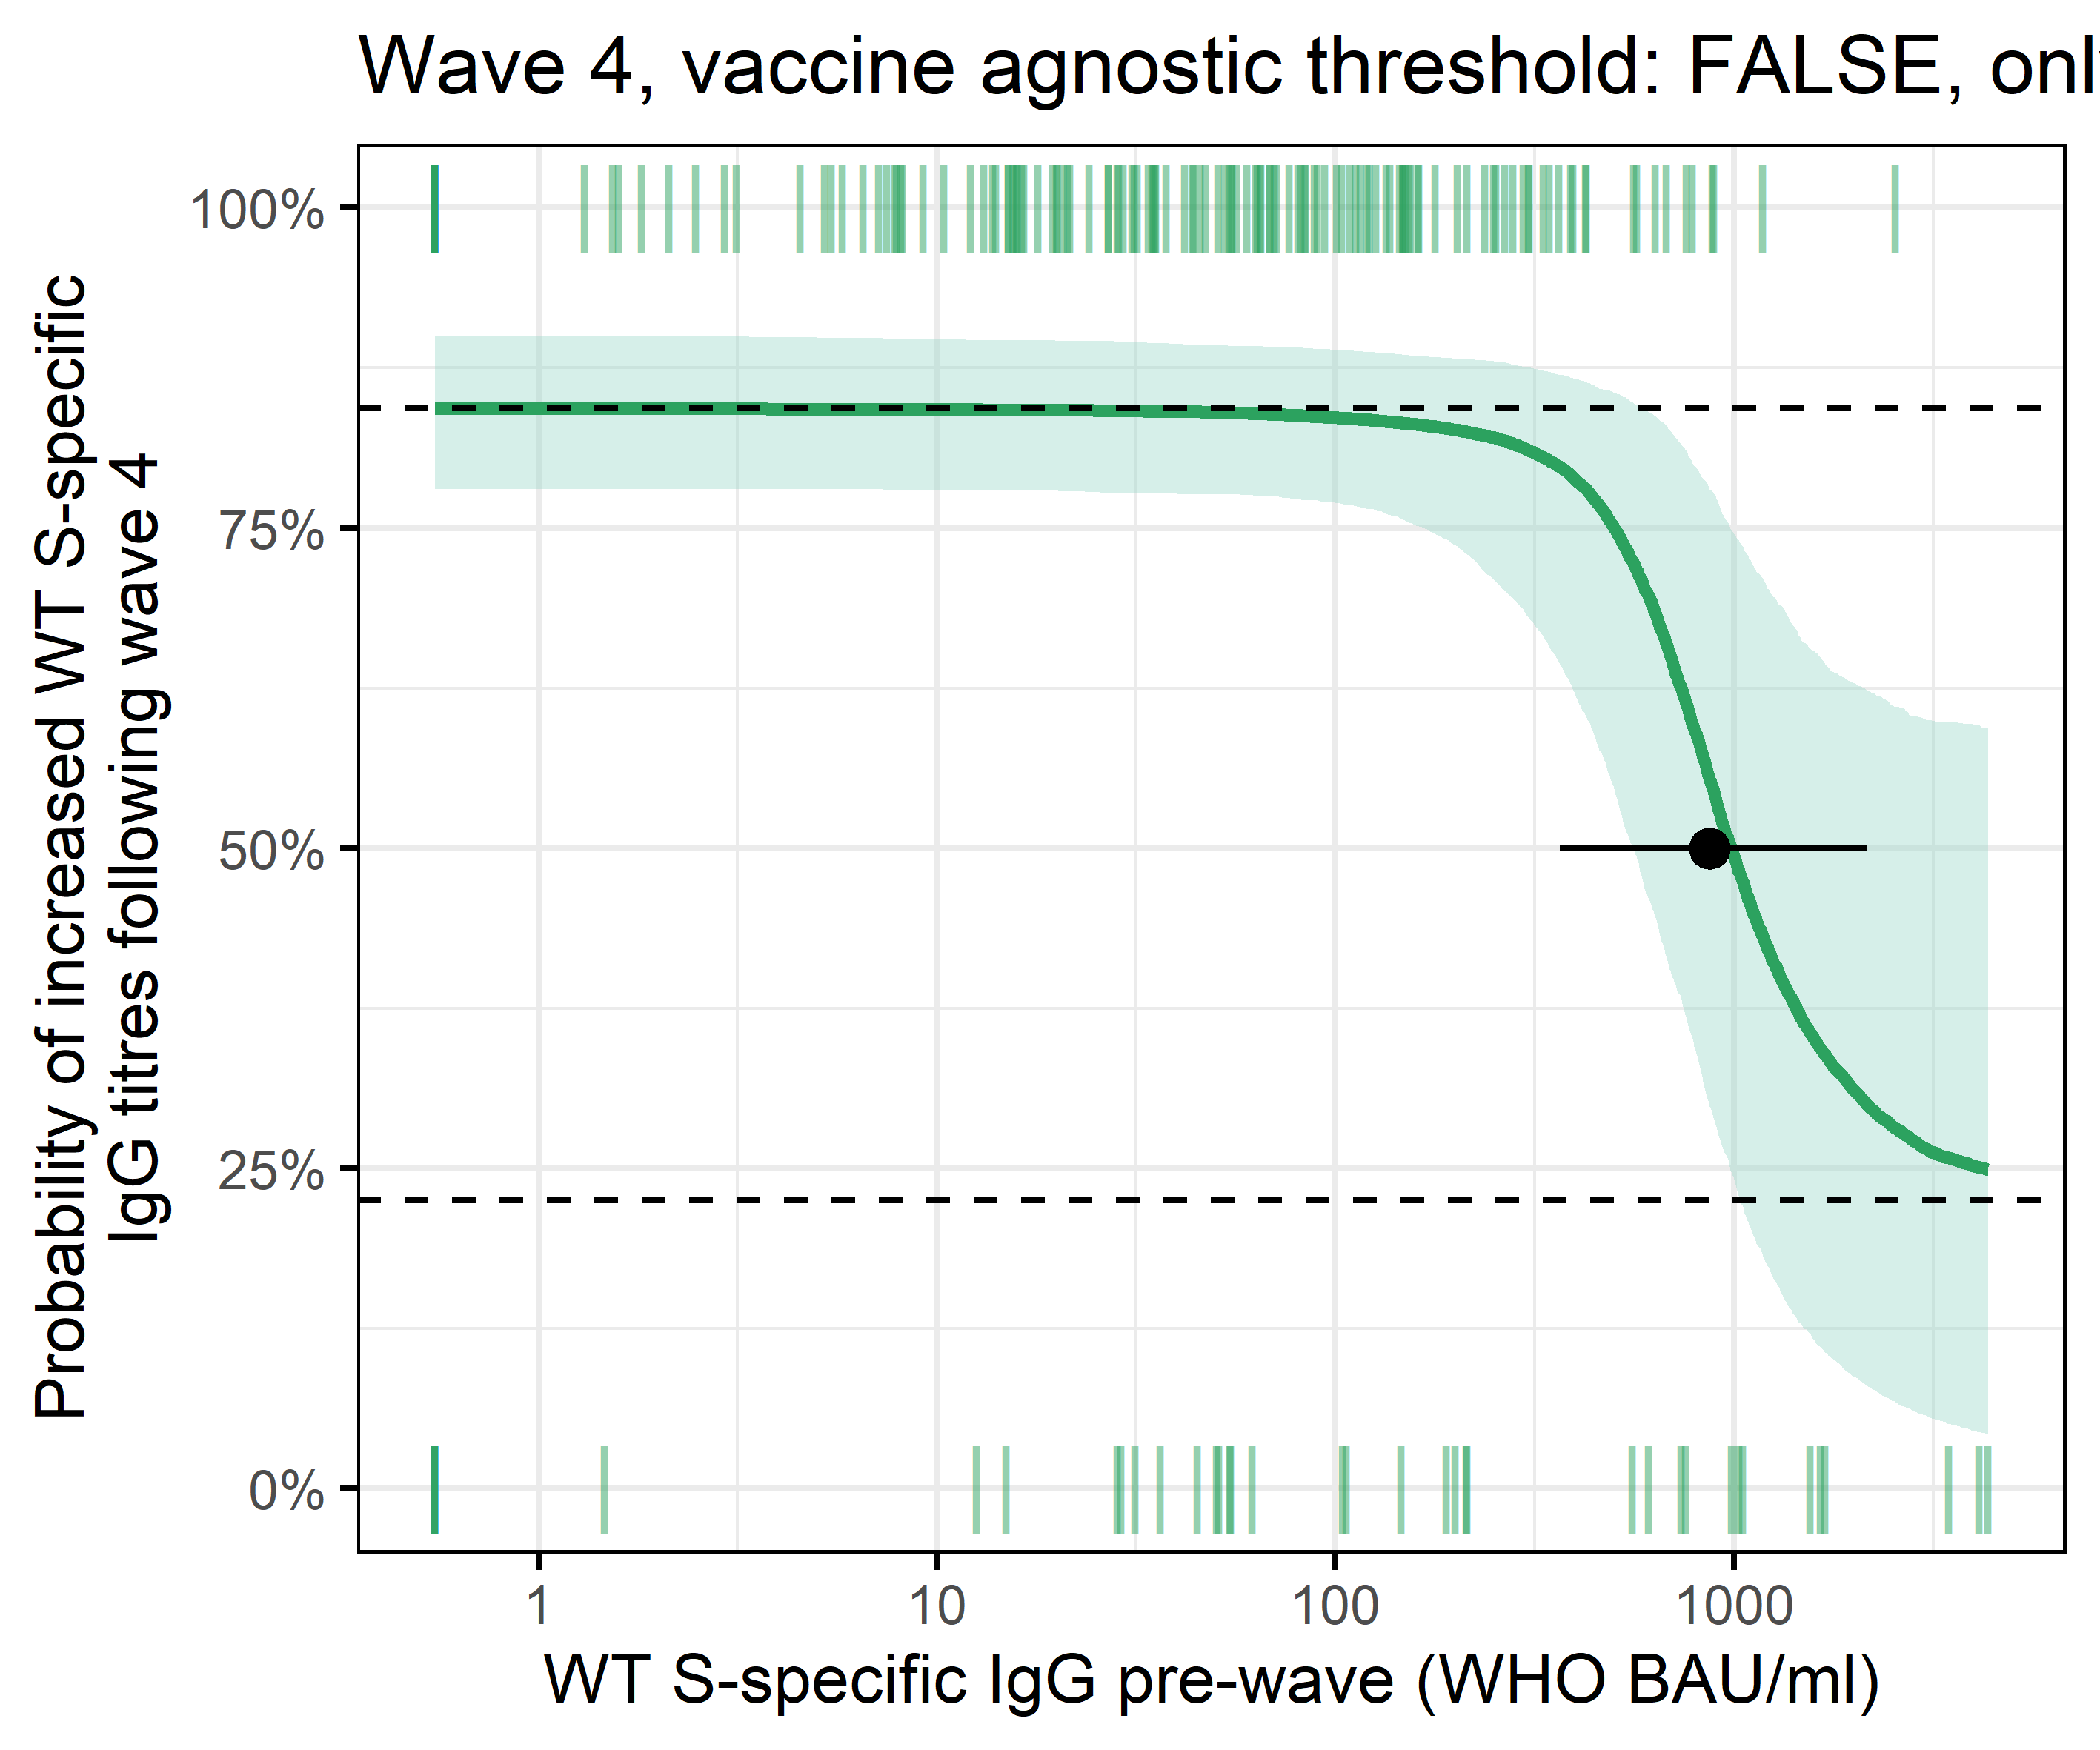 Wave 4, vaccine agnostic threshold: FALSE,
Probability of increased WT S-specific
IgG titres following wave 4
100%
75%
50%
25%
0%
1
10
100
1000
WT S-specific IgG pre-wave (WHO BAU/ml)